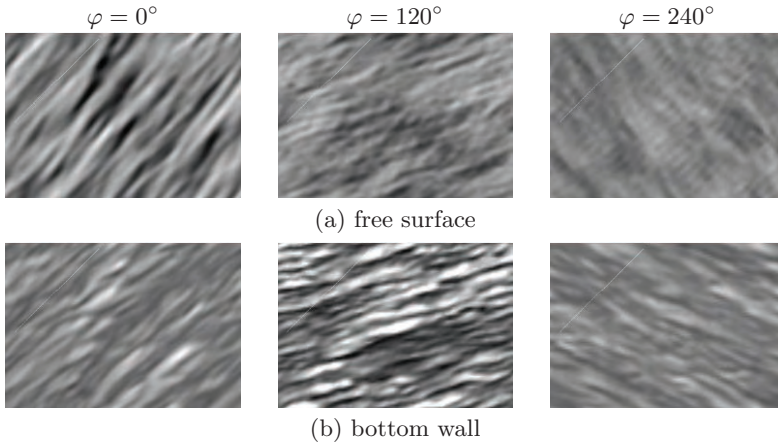 φ = 0° φ = 120° φ = 240°
(a) free surface
(b) bottom wall